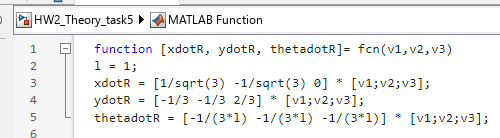 HW2_Theory_task5 MATLAB Function
1 function [xdotR, ydotR, thetadotR]= fcn(v1,v2,v3)
2 l = 1;
3 xdotR = [1/sqrt(3) -1/sqrt(3) 0] * [v1;v2;v3];
4 ydotR = [-1/3 -1/3 2/3] * [v1;v2;v3];
5 thetadotR = [-1/(3*l) -1/(3*l) -1/(3*l)] * [v1;v2;v3];